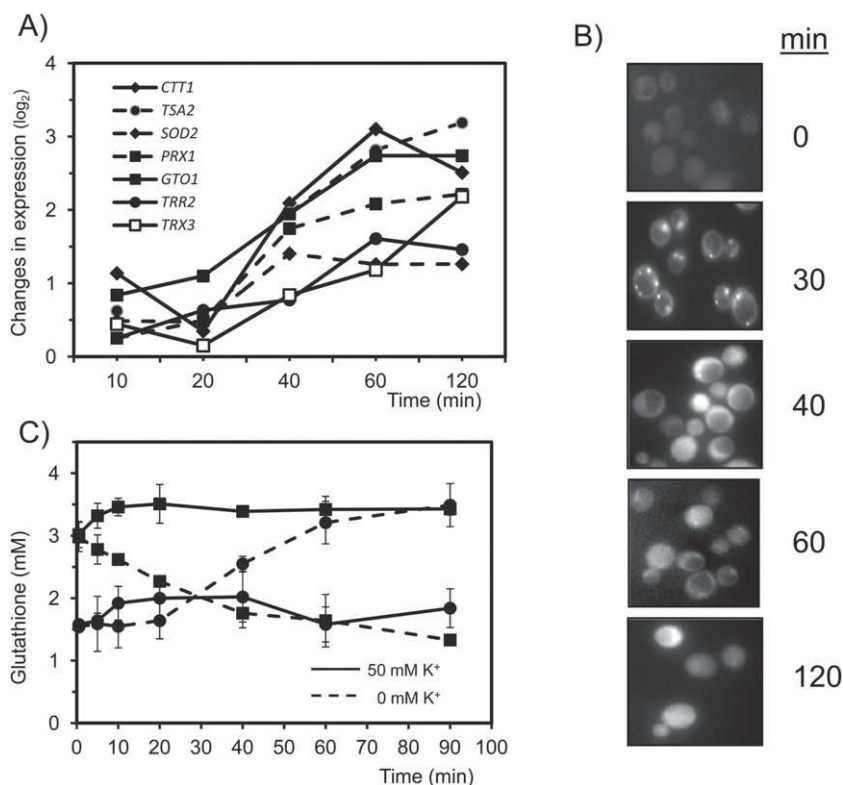 A)
Changes in expression (log₂)
4
3
2
1
0
CTT1
TSA2
SOD2
PRX1
GTO1
TRR2
TRX3
10 20 40 60 120
Time (min)
B)
min
0
30
40
60
120
C)
Glutathione (mM)
4
3
2
1
0
50 mM K⁺
0 mM K⁺
0 10 20 30 40 50 60 70 80 90 100
Time (min)